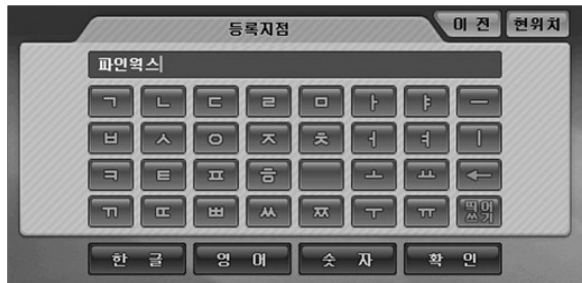 등록지점
이 전
현위치
파인웍스
ㄱ ㄴ ㄷ ㄹ ㅁ ㅏ ㅑ ㅡ
ㅂ ㅅ ㅇ ㅈ ㅊ ㅓ ㅕ ㅣ
ㅋ ㅌ ㅍ ㅎ ㅗ ㅛ ←
ㄲ ㄸ ㅃ ㅆ ㅉ ㅜ ㅠ 띄어쓰기
한 글 영 어 숫 자 확 인